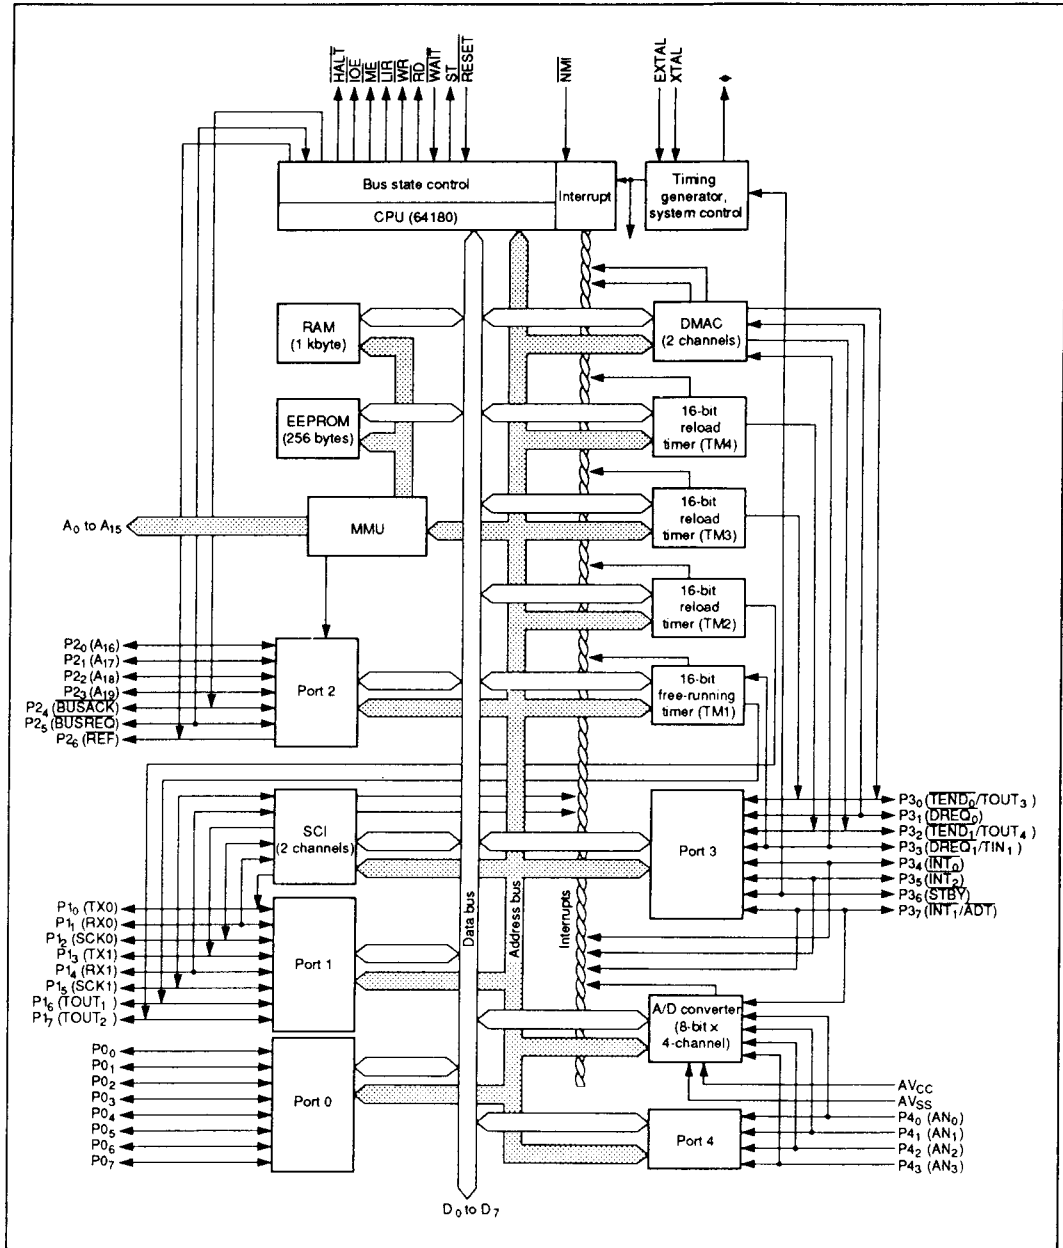 HALT
IOE
ME
LIR
WR
RD
WAIT
ST
RESET
NMI
EXTAL
XTAL
ϕ
Bus state control
CPU (64180)
Interrupt
Timing
generator,
system control
RAM
(1 kbyte)
DMAC
(2 channels)
EEPROM
(256 bytes)
16-bit
reload
timer (TM4)
A0 to A15
MMU
16-bit
reload
timer (TM3)
16-bit
reload
timer (TM2)
P20 (A16)
P21 (A17)
P22 (A18)
P23 (A19)
P24 (BUSACK)
P25 (BUSREQ)
P26 (REF)
Port 2
16-bit
free-running
timer (TM1)
SCI
(2 channels)
Port 3
P30 (TEND0/TOUT3)
P31 (DREQ0)
P32 (TEND1/TOUT4)
P33 (DREQ1/TIN1)
P34 (INT0)
P35 (INT2)
P36 (STBY)
P37 (INT1/ADT)
Data bus
Address bus
Interrupts
P10 (TX0)
P11 (RX0)
P12 (SCK0)
P13 (TX1)
P14 (RX1)
P15 (SCK1)
P16 (TOUT1)
P17 (TOUT2)
Port 1
A/D converter
(8-bit x
4-channel)
P00
P01
P02
P03
P04
P05
P06
P07
Port 0
AVCC
AVSS
Port 4
P40 (AN0)
P41 (AN1)
P42 (AN2)
P43 (AN3)
D0 to D7